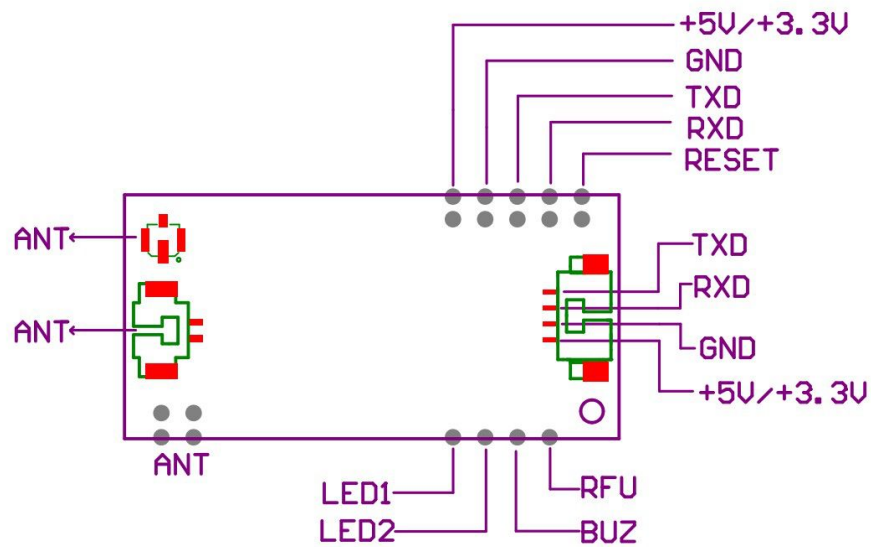 +5V/+3.3V
GND
TXD
RXD
RESET
ANT
TXD
RXD
ANT
GND
+5V/+3.3V
ANT
LED1
RFU
LED2
BUZ